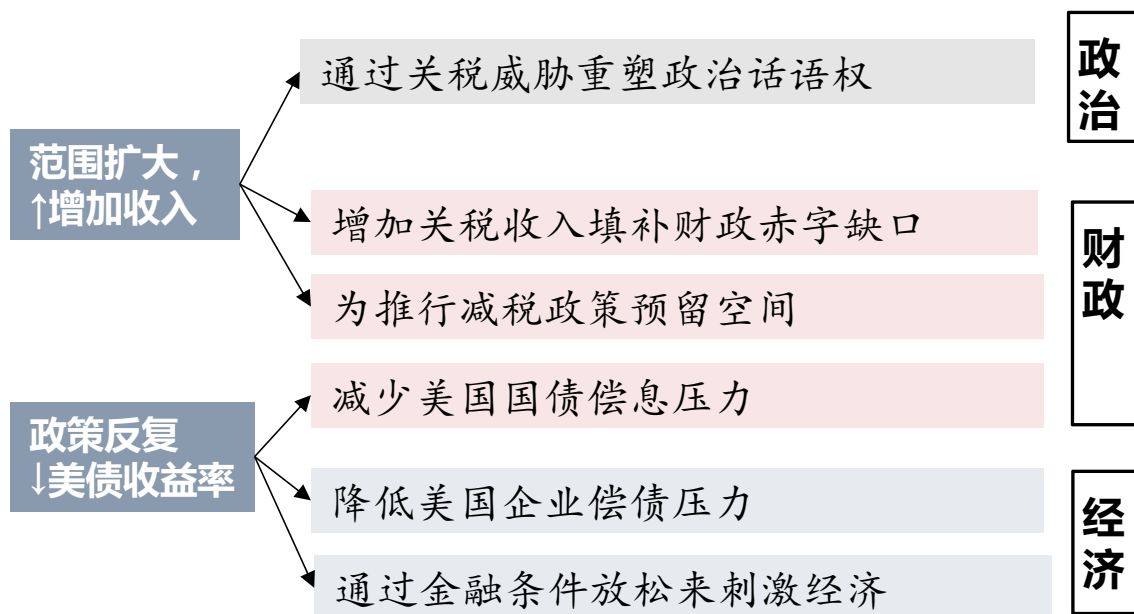 通过关税威胁重塑政治话语权
政治
范围扩大，
↑增加收入
增加关税收入填补财政赤字缺口
财政
为推行减税政策预留空间
减少美国国债偿息压力
政策反复
↓美债收益率
降低美国企业偿债压力
经济
通过金融条件放松来刺激经济